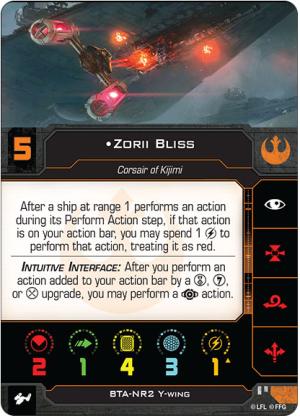 5
•Zorii Bliss
Corsair of Kijimi
After a ship at range 1 performs an action
during its Perform Action step, if that action
is on your action bar, you may spend 1 to
perform that action, treating it as red.
Intuitive Interface: After you perform an
action added to your action bar by a , ,
or upgrade, you may perform a action.
2 1 4 3 1
BTA-NR2 Y-wing
©LFL ©FFG